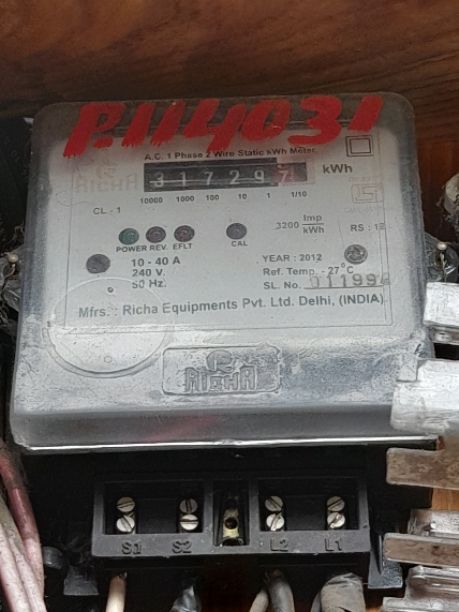 P.114031
A.C. 1 Phase 2 Wire Static kWh Meter.
RICHA 317297 kWh
10000 1000 100 10 1 1/10
CL - 1
3200 Imp/kWh
POWER REV. EFLT CAL
10 - 40 A
240 V.
50 Hz.
YEAR : 2012
Ref. Temp. - 27°C
SL. No.
Mfrs. : Richa Equipments Pvt. Ltd. Delhi, (INDIA)
RICHA
S1 S2 L2 L1